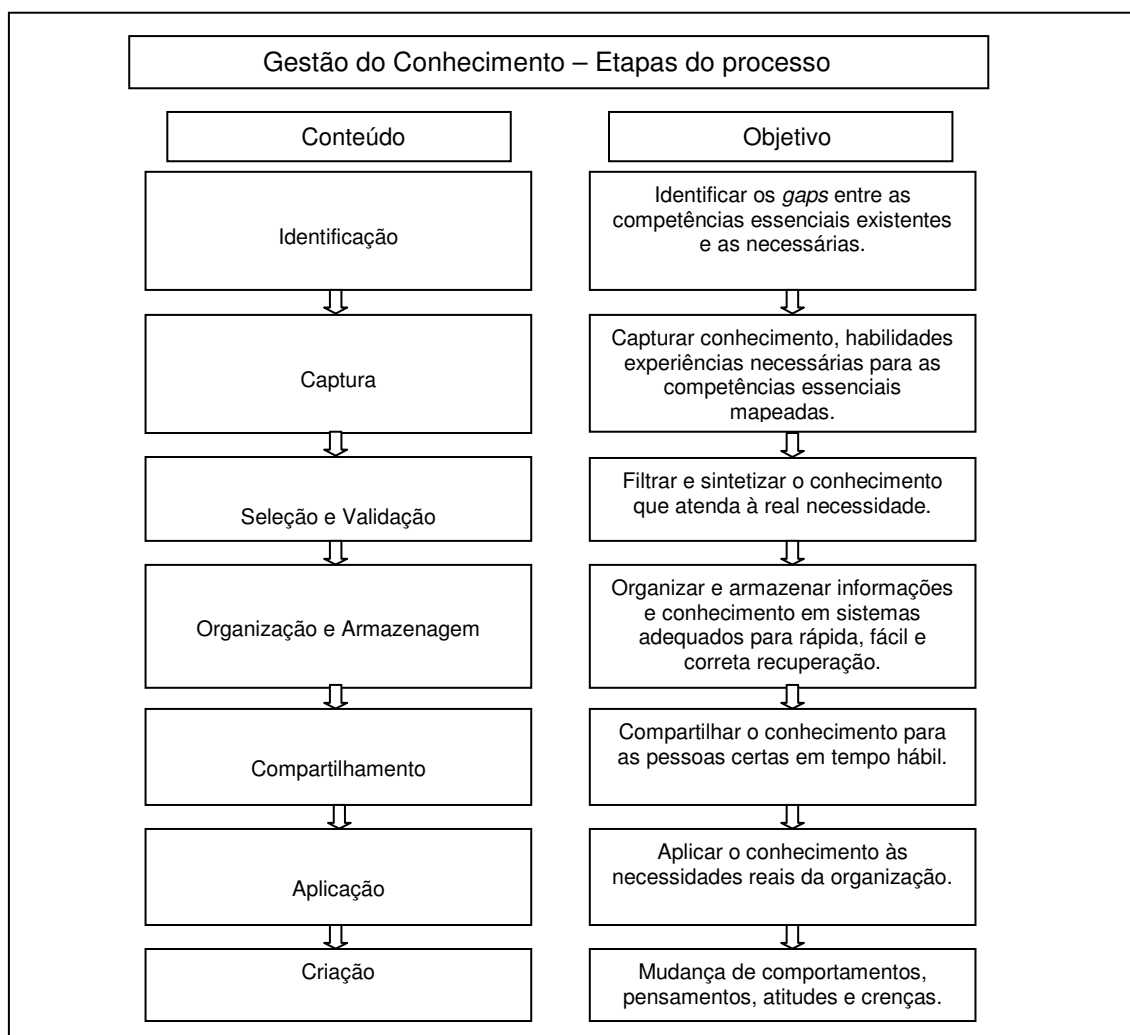 Gestão do Conhecimento – Etapas do processo
Conteúdo
Objetivo
Identificação
Identificar os gaps entre as
competências essenciais existentes
e as necessárias.
Captura
Capturar conhecimento, habilidades
experiências necessárias para as
competências essenciais
mapeadas.
Seleção e Validação
Filtrar e sintetizar o conhecimento
que atenda à real necessidade.
Organização e Armazenagem
Organizar e armazenar informações
e conhecimento em sistemas
adequados para rápida, fácil e
correta recuperação.
Compartilhamento
Compartilhar o conhecimento para
as pessoas certas em tempo hábil.
Aplicação
Aplicar o conhecimento às
necessidades reais da organização.
Criação
Mudança de comportamentos,
pensamentos, atitudes e crenças.